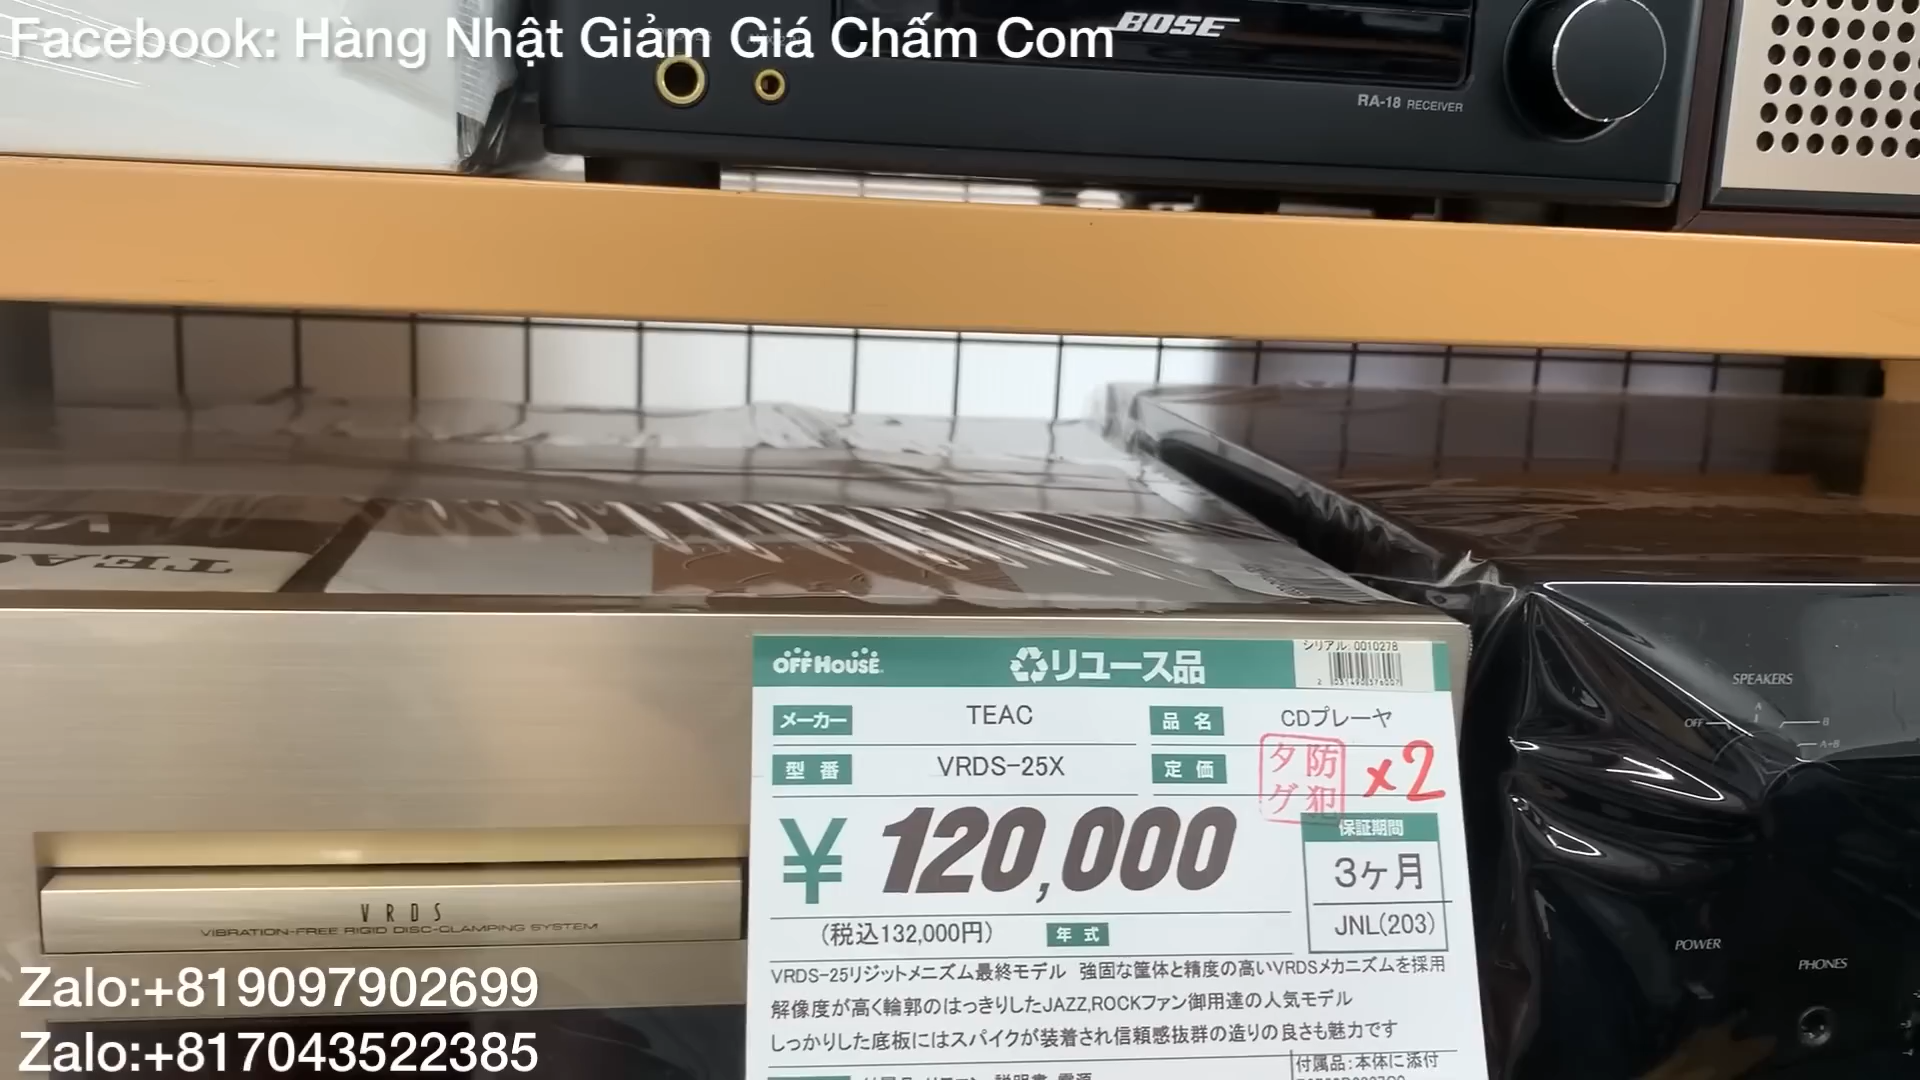 Facebook: Hàng Nhật Giảm Giá Chấm Com
BOSE
RA-18 RECEIVER
TEAC
OFFHOUSE
リユース品
シリアル: 0010278
メーカー TEAC 品名 CDプレーヤ
型番 VRDS-25X 定価
防犯タグ ×2
¥ 120,000
保証期間
3ヶ月
JNL(203)
(税込132,000円) 年式
VRDS-25リジットメニズム最終モデル 強固な筐体と精度の高いVRDSメカニズムを採用
解像度が高く輪郭のはっきりしたJAZZ,ROCKファン御用達の人気モデル
しっかりした底板にはスパイクが装着され信頼感抜群の造りの良さも魅力です
付属品:本体に添付
VRDS
VIBRATION-FREE RIGID DISC-CLAMPING SYSTEM
SPEAKERS
OFF A B
A+B
POWER
PHONES
Zalo:+819097902699
Zalo:+817043522385